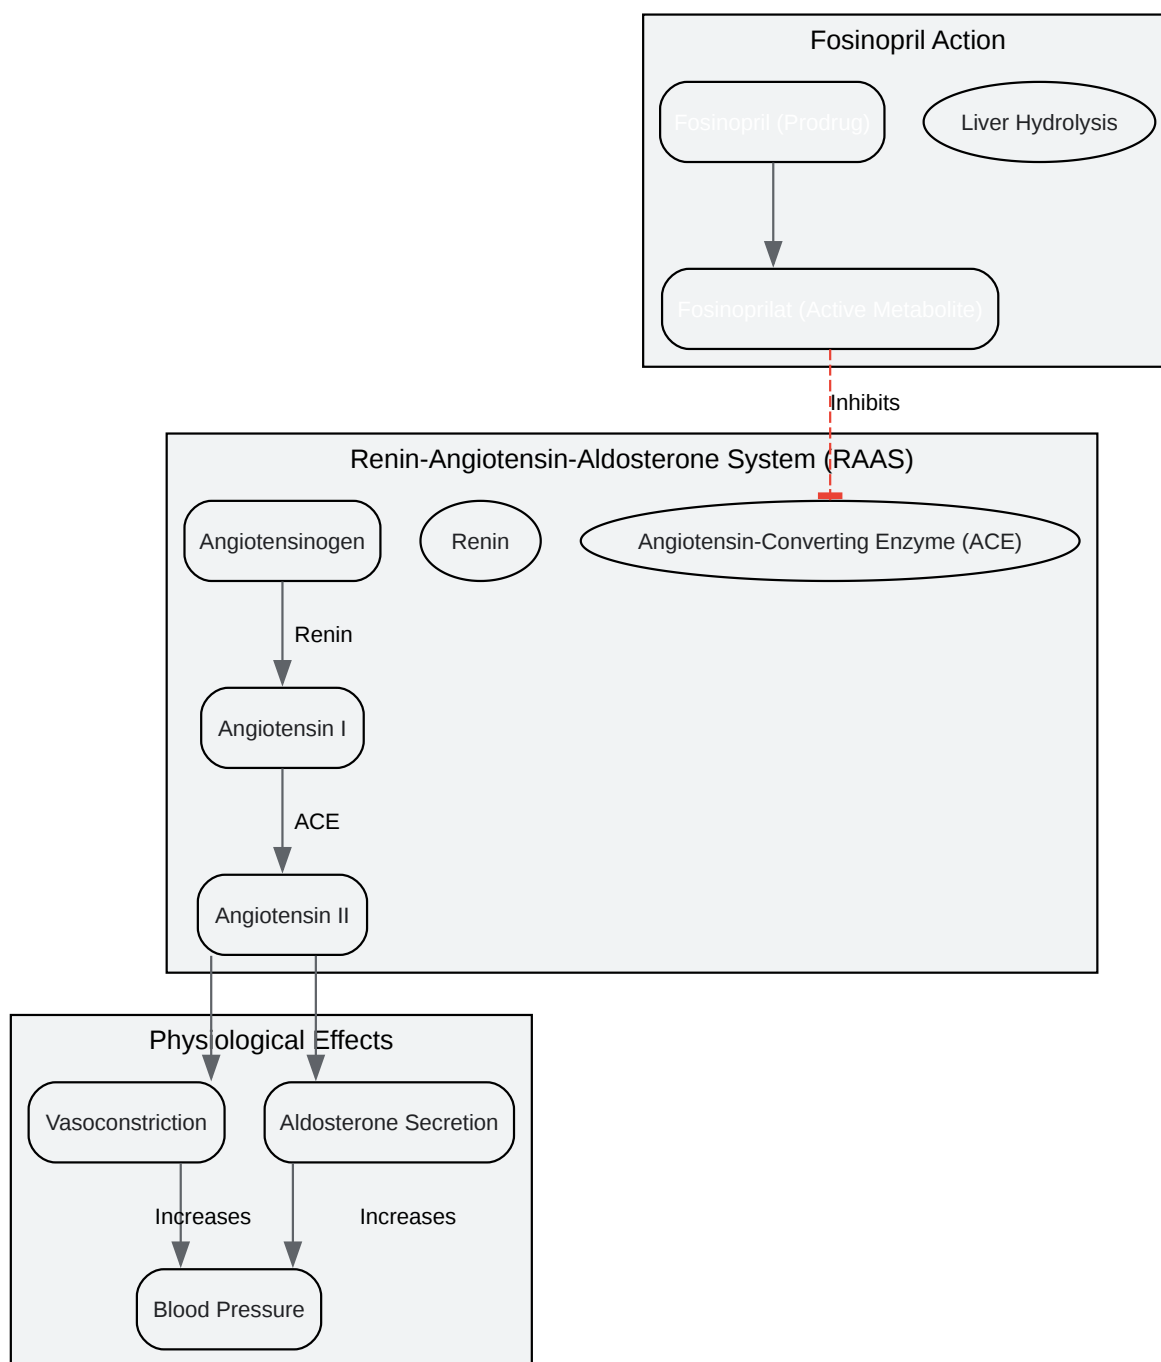 Fosinopril Action
Fosinopril (Prodrug)
Liver Hydrolysis
Fosinoprilat (Active Metabolite)
Inhibits
Renin-Angiotensin-Aldosterone System (RAAS)
Angiotensinogen
Renin
Angiotensin-Converting Enzyme (ACE)
Renin
Angiotensin I
ACE
Angiotensin II
Physiological Effects
Vasoconstriction
Aldosterone Secretion
Increases
Increases
Blood Pressure